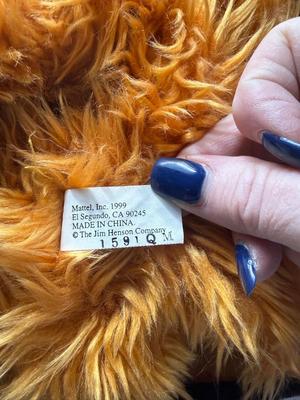 Mattel, Inc. 1999
El Segundo, CA 90245
MADE IN CHINA.
© The Jim Henson Company
1591Q M